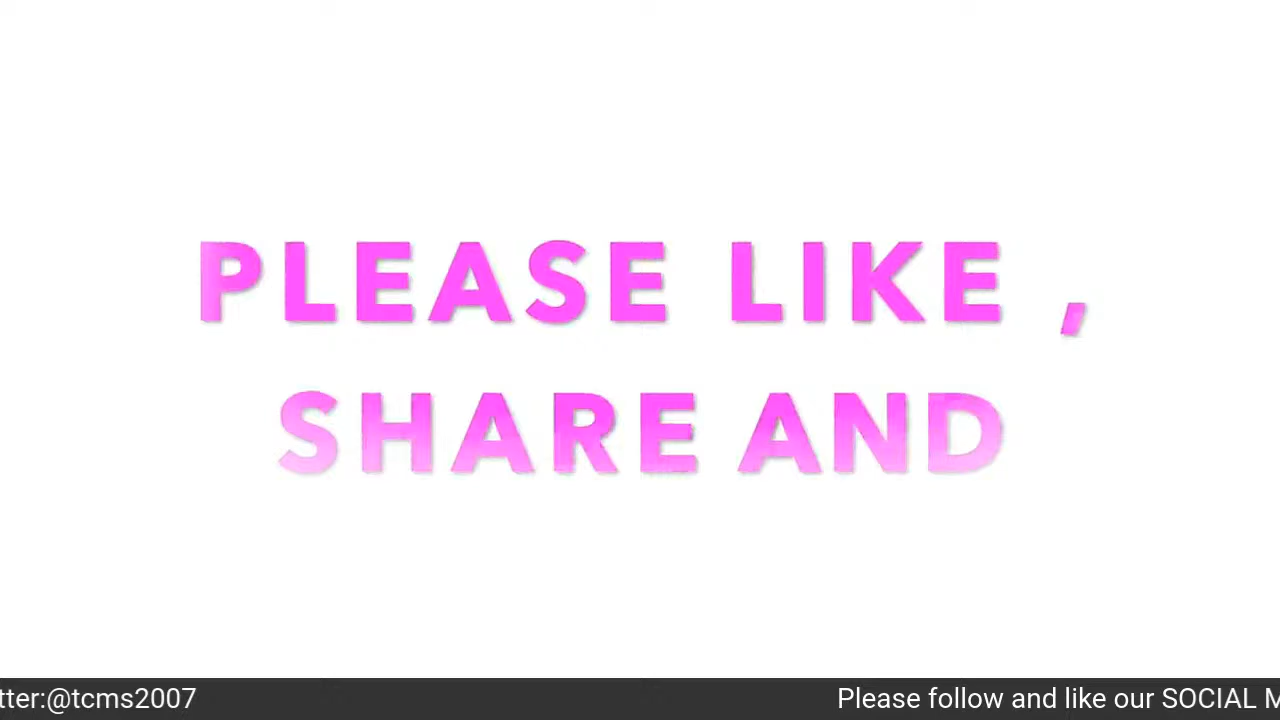 PLEASE LIKE ,
SHARE AND
tter:@tcms2007 Please follow and like our SOCIAL M